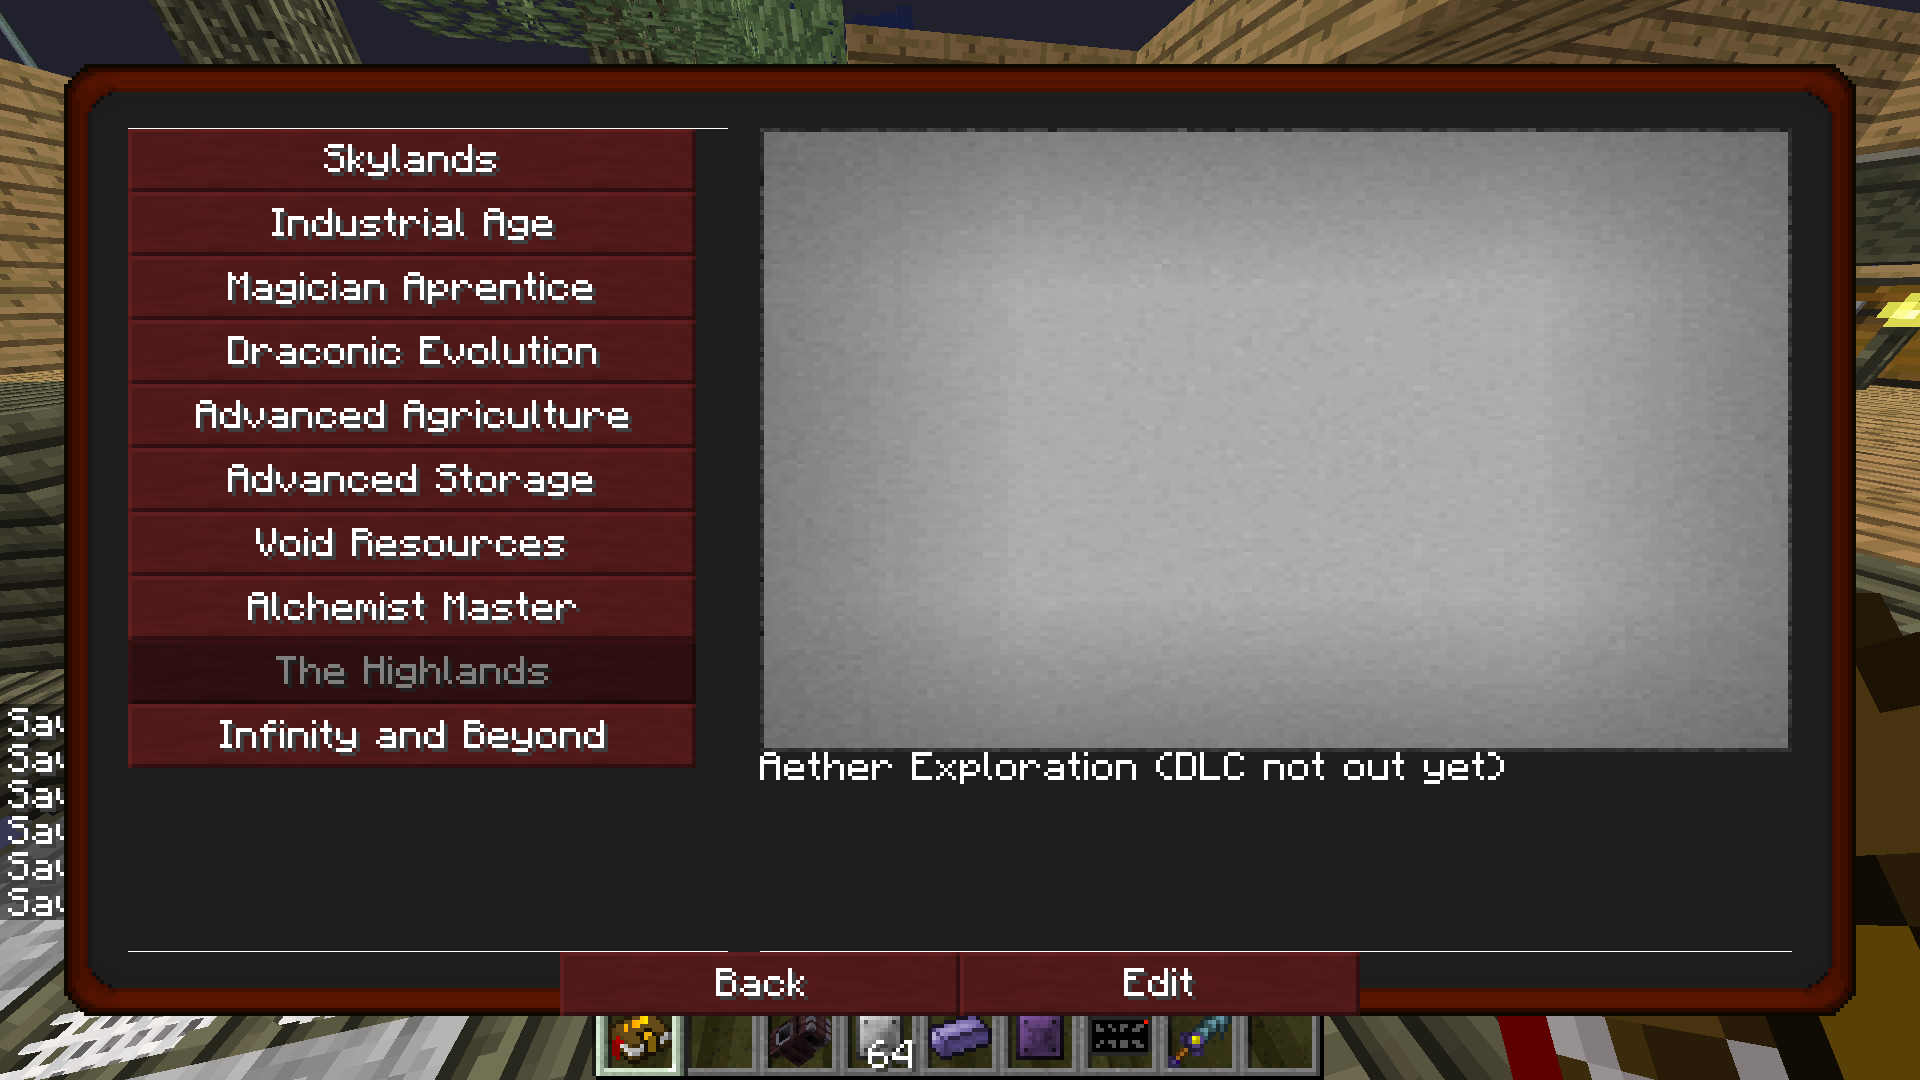 Skylands
Industrial Age
Magician Aprentice
Draconic Evolution
Advanced Agriculture
Advanced Storage
Void Resources
Alchemist Master
The Highlands
Infinity and Beyond
Aether Exploration (DLC not out yet)
Back
Edit
64